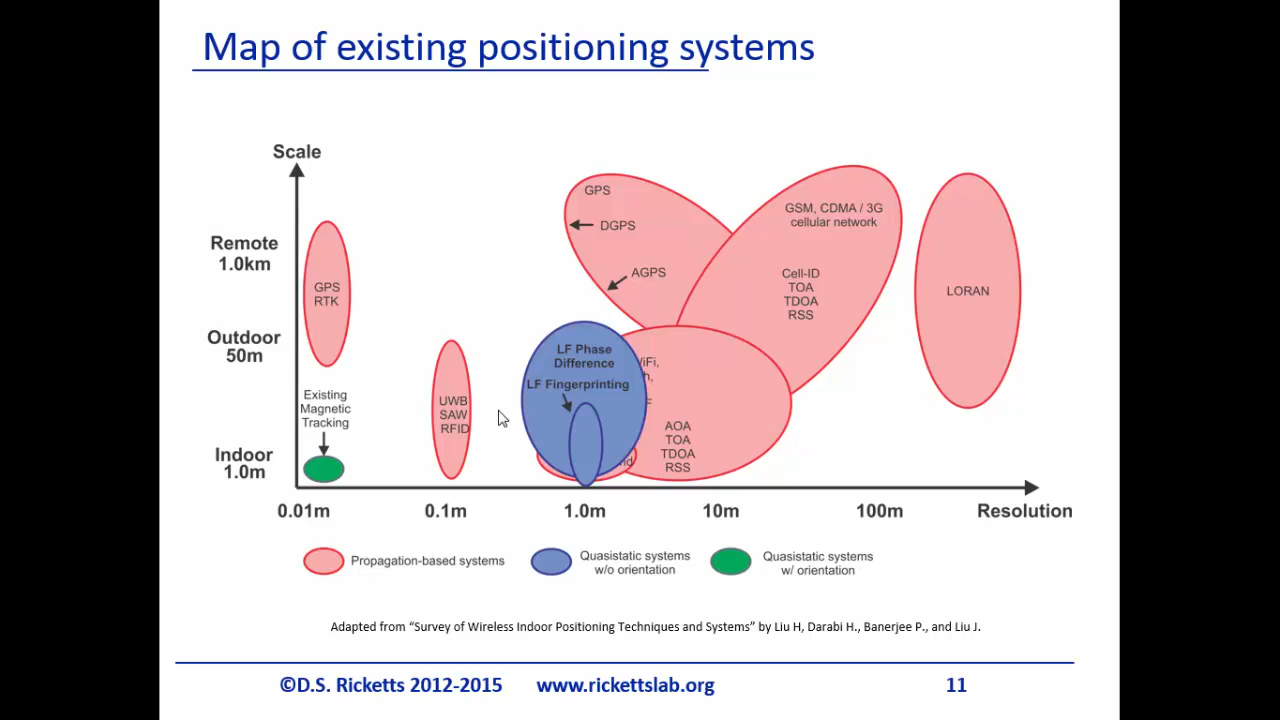 Map of existing positioning systems
Scale
Remote
1.0km
Outdoor
50m
Indoor
1.0m
GPS
RTK
Existing
Magnetic
Tracking
UWB
SAW
RFID
LF Phase
Difference
LF Fingerprinting
GPS
DGPS
AGPS
GSM, CDMA / 3G
cellular network
Cell-ID
TOA
TDOA
RSS
AOA
TOA
TDOA
RSS
LORAN
0.01m 0.1m 1.0m 10m 100m Resolution
Propagation-based systems
Quasistatic systems
w/o orientation
Quasistatic systems
w/ orientation
Adapted from “Survey of Wireless Indoor Positioning Techniques and Systems” by Liu H, Darabi H., Banerjee P., and Liu J.
©D.S. Ricketts 2012-2015 www.rickettslab.org 11